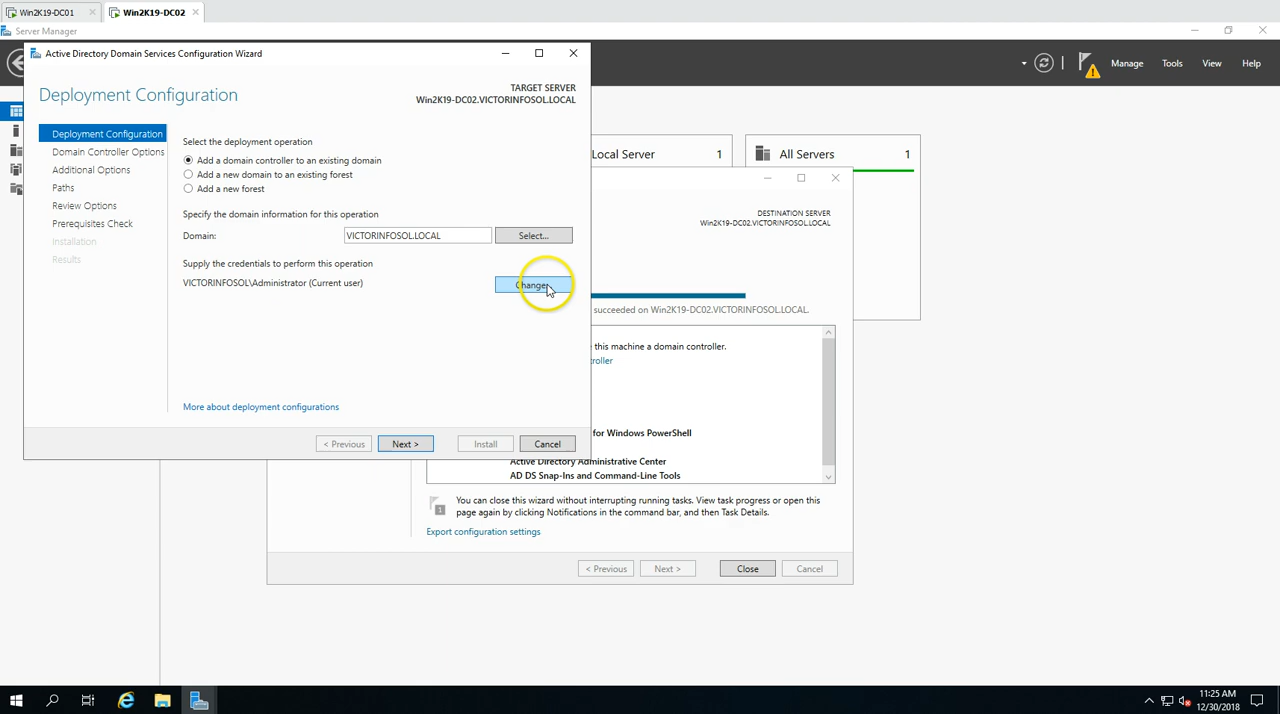 Win2K19-DC01
Win2K19-DC02
Server Manager
Active Directory Domain Services Configuration Wizard
Manage
Tools
View
Help
Deployment Configuration
TARGET SERVER
Win2K19-DC02.VICTORINFOSOL.LOCAL
Deployment Configuration
Domain Controller Options
Additional Options
Paths
Review Options
Prerequisites Check
Installation
Results
Select the deployment operation
Add a domain controller to an existing domain
Add a new domain to an existing forest
Add a new forest
Specify the domain information for this operation
Domain:
VICTORINFOSOL.LOCAL
Select...
Supply the credentials to perform this operation
VICTORINFOSOL\Administrator (Current user)
Change...
More about deployment configurations
< Previous
Next >
Install
Cancel
Local Server
1
All Servers
1
DESTINATION SERVER
Win2K19-DC02.VICTORINFOSOL.LOCAL
succeeded on Win2K19-DC02.VICTORINFOSOL.LOCAL.
this machine a domain controller.
roller
for Windows PowerShell
Active Directory Administrative Center
AD DS Snap-Ins and Command-Line Tools
1
You can close this wizard without interrupting running tasks. View task progress or open this
page again by clicking Notifications in the command bar, and then Task Details.
Export configuration settings
< Previous
Next >
Close
Cancel
11:25 AM
12/30/2018